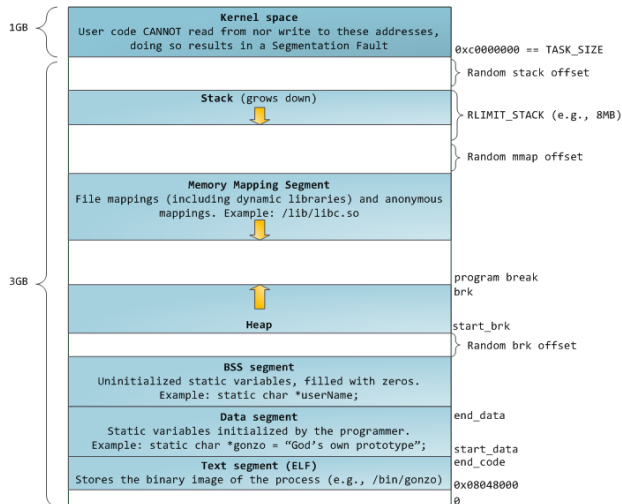 Kernel space
1GB
User code CANNOT read from nor write to these addresses,
doing so results in a Segmentation Fault
0xc0000000 == TASK_SIZE
Random stack offset
Stack (grows down)
RLIMIT_STACK (e.g., 8MB)
Random mmap offset
Memory Mapping Segment
File mappings (including dynamic libraries) and anonymous
mappings. Example: /lib/libc.so
3GB
program break
brk
Heap
start_brk
Random brk offset
BSS segment
Uninitialized static variables, filled with zeros.
Example: static char *userName;
Data segment
end_data
Static variables initialized by the programmer.
Example: static char *gonzo = “God’s own prototype”;
start_data
end_code
Text segment (ELF)
Stores the binary image of the process (e.g., /bin/gonzo)
0x08048000
0